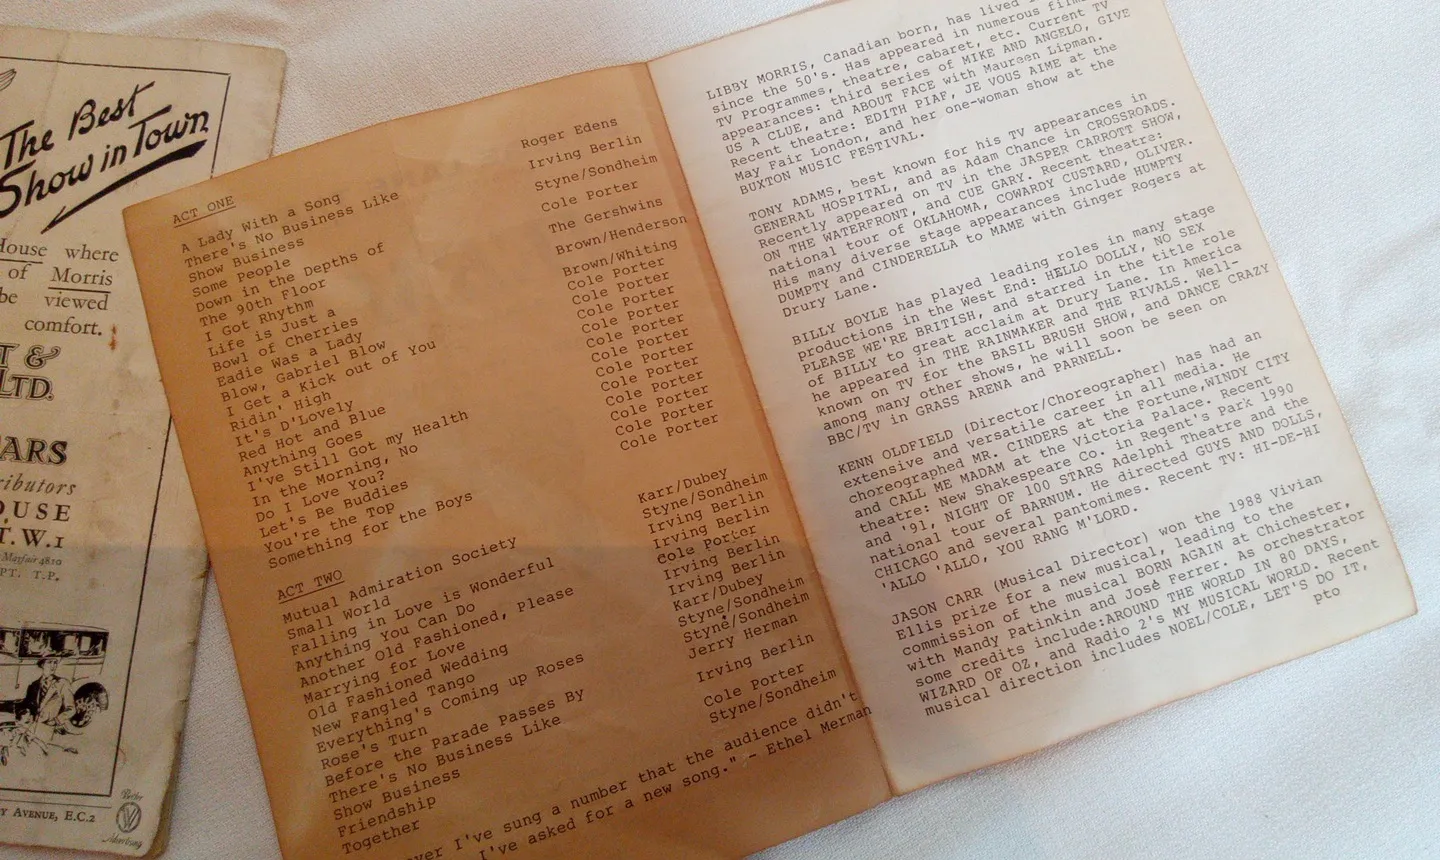 The Best
Show in Town
House where
of Morris
be viewed
comfort.
T &
LTD.
ARS
ributors
OUSE
T.W.1
Mayfair 4810
PT. T.P.
Y AVENUE, E.C.2
ACT ONE
A Lady With a Song
There's No Business Like
Show Business
Some People
Down in the Depths of
The 90th Floor
I Got Rhythm
Life is Just a
Bowl of Cherries
Eadie Was a Lady
Blow, Gabriel Blow
I Get a Kick out of You
Ridin' High
It's D'Lovely
Red Hot and Blue
Anything Goes
I've Still Got my Health
In the Morning, No
Do I Love You?
Let's Be Buddies
You're the Top
Something for the Boys
Roger Edens
Irving Berlin
Styne/Sondheim
Cole Porter
The Gershwins
Brown/Henderson
Brown/Whiting
Cole Porter
Cole Porter
Cole Porter
Cole Porter
Cole Porter
Cole Porter
Cole Porter
Cole Porter
Cole Porter
Cole Porter
Cole Porter
Cole Porter
ACT TWO
Mutual Admiration Society
Small World
Falling in Love is Wonderful
Anything You Can Do
Another Old Fashioned, Please
Marrying for Love
Old Fashioned Wedding
New Fangled Tango
Everything's Coming up Roses
Rose's Turn
Before the Parade Passes By
There's No Business Like
Show Business
Friendship
Together
Karr/Dubey
Styne/Sondheim
Irving Berlin
Irving Berlin
Cole Porter
Irving Berlin
Irving Berlin
Karr/Dubey
Styne/Sondheim
Styne/Sondheim
Jerry Herman
Irving Berlin
Cole Porter
Styne/Sondheim
I've sung a number that the audience didn't
I've asked for a new song." - Ethel Merman
LIBBY MORRIS, Canadian born, has lived
since the 50's. Has appeared in numerous films
TV Programmes, theatre, cabaret, etc. Current TV
appearances: third series of MIKE AND ANGELO, GIVE
US A CLUE, and ABOUT FACE with Maureen Lipman.
Recent theatre: EDITH PIAF, JE VOUS AIME at the
May Fair London, and her one-woman show at the
BUXTON MUSIC FESTIVAL.
TONY ADAMS, best known for his TV appearances in
GENERAL HOSPITAL, and as Adam Chance in CROSSROADS.
Recently appeared on TV in the JASPER CARROTT SHOW,
ON THE WATERFRONT, and CUE GARY. Recent theatre:
national tour of OKLAHOMA, COWARDY CUSTARD, OLIVER.
His many diverse stage appearances include HUMPTY
DUMPTY and CINDERELLA to MAME with Ginger Rogers at
Drury Lane.
BILLY BOYLE has played leading roles in many stage
productions in the West End: HELLO DOLLY, NO SEX
PLEASE WE'RE BRITISH, and starred in the title role
of BILLY to great acclaim at Drury Lane. In America
he appeared in THE RAINMAKER and THE RIVALS. Well-
known on TV for the BASIL BRUSH SHOW, and DANCE CRAZY
among many other shows, he will soon be seen on
BBC/TV in GRASS ARENA and PARNELL.
KENN OLDFIELD (Director/Choreographer) has had an
extensive and versatile career in all media. He
choreographed MR. CINDERS at the Fortune,WINDY CITY
and CALL ME MADAM at the Victoria Palace. Recent
theatre: New Shakespeare Co. in Regent's Park 1990
and '91, NIGHT OF 100 STARS Adelphi Theatre and the
national tour of BARNUM. He directed GUYS AND DOLLS,
CHICAGO and several pantomimes. Recent TV: HI-DE-HI
'ALLO 'ALLO, YOU RANG M'LORD.
JASON CARR (Musical Director) won the 1988 Vivian
Ellis prize for a new musical, leading to the
commission of the musical BORN AGAIN at Chichester,
with Mandy Patinkin and José Ferrer. As orchestrator
some credits include:AROUND THE WORLD IN 80 DAYS,
WIZARD OF OZ, and Radio 2's MY MUSICAL WORLD. Recent
musical direction includes NOEL/COLE, LET'S DO IT,
pto